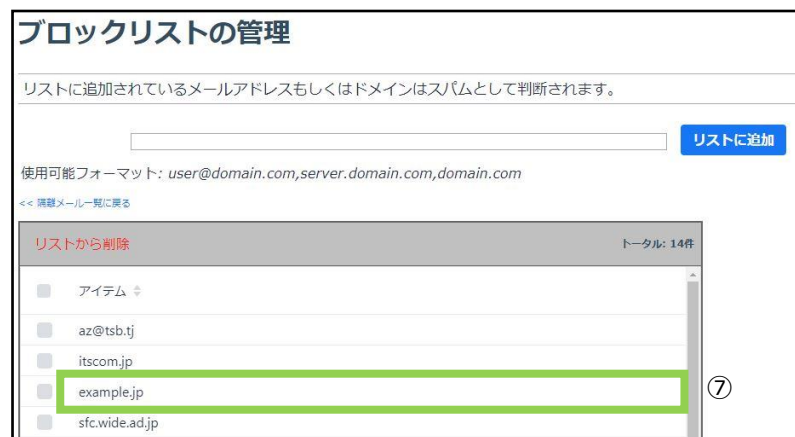 ブロックリストの管理
リストに追加されているメールアドレスもしくはドメインはスパムとして判断されます。
リストに追加
使用可能フォーマット: user@domain.com,server.domain.com,domain.com
<< 隔離メール一覧に戻る
リストから削除 トータル: 14件
アイテム
az@tsb.tj
itscom.jp
example.jp ⑦
sfc.wide.ad.jp